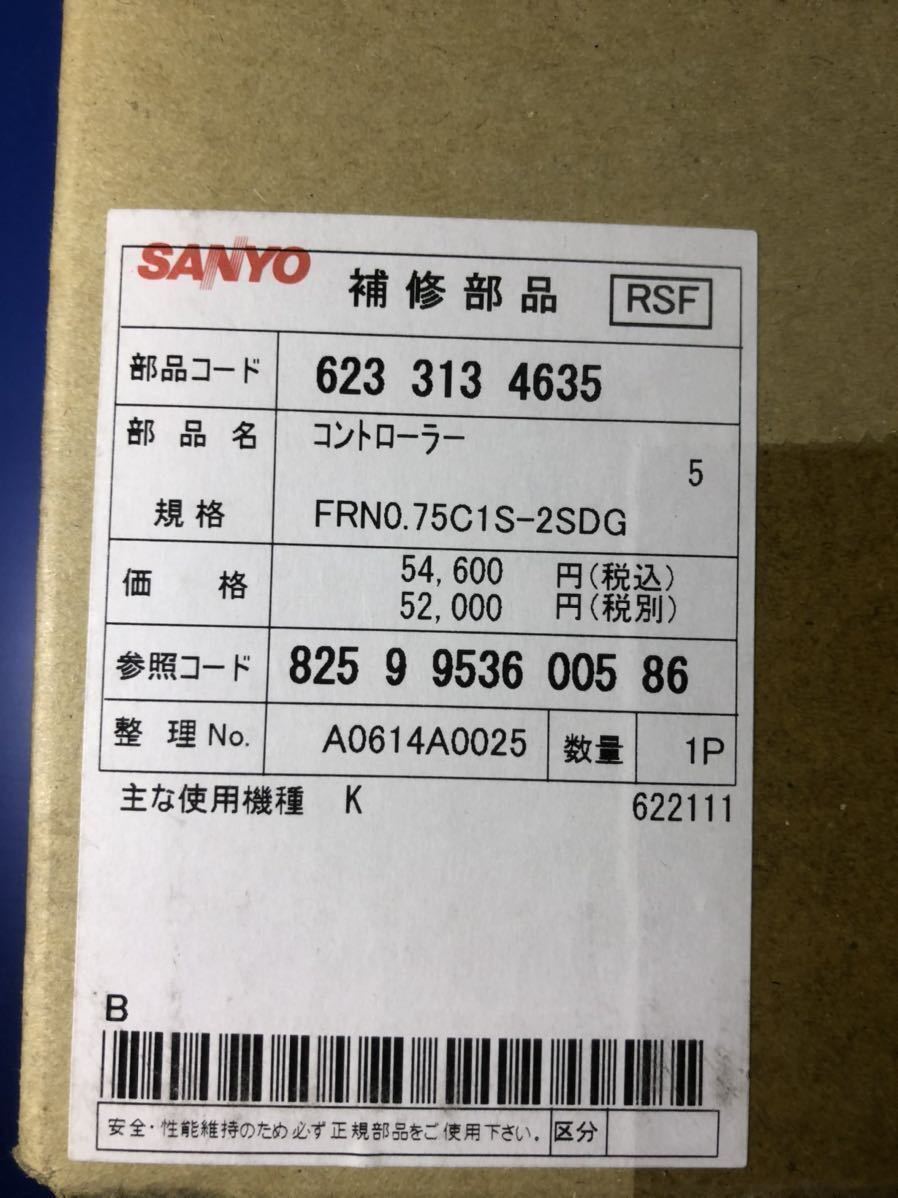 SANYO 補修部品 RSF
部品コード 623 313 4635
部品名 コントローラー
5
規格 FRN0.75C1S-2SDG
価格 54,600 円(税込)
52,000 円(税別)
参照コード 825 9 9536 005 86
整理No. A0614A0025 数量 1P
主な使用機種 K 622111
B
安全・性能維持のため必ず正規部品をご使用下さい。 区分